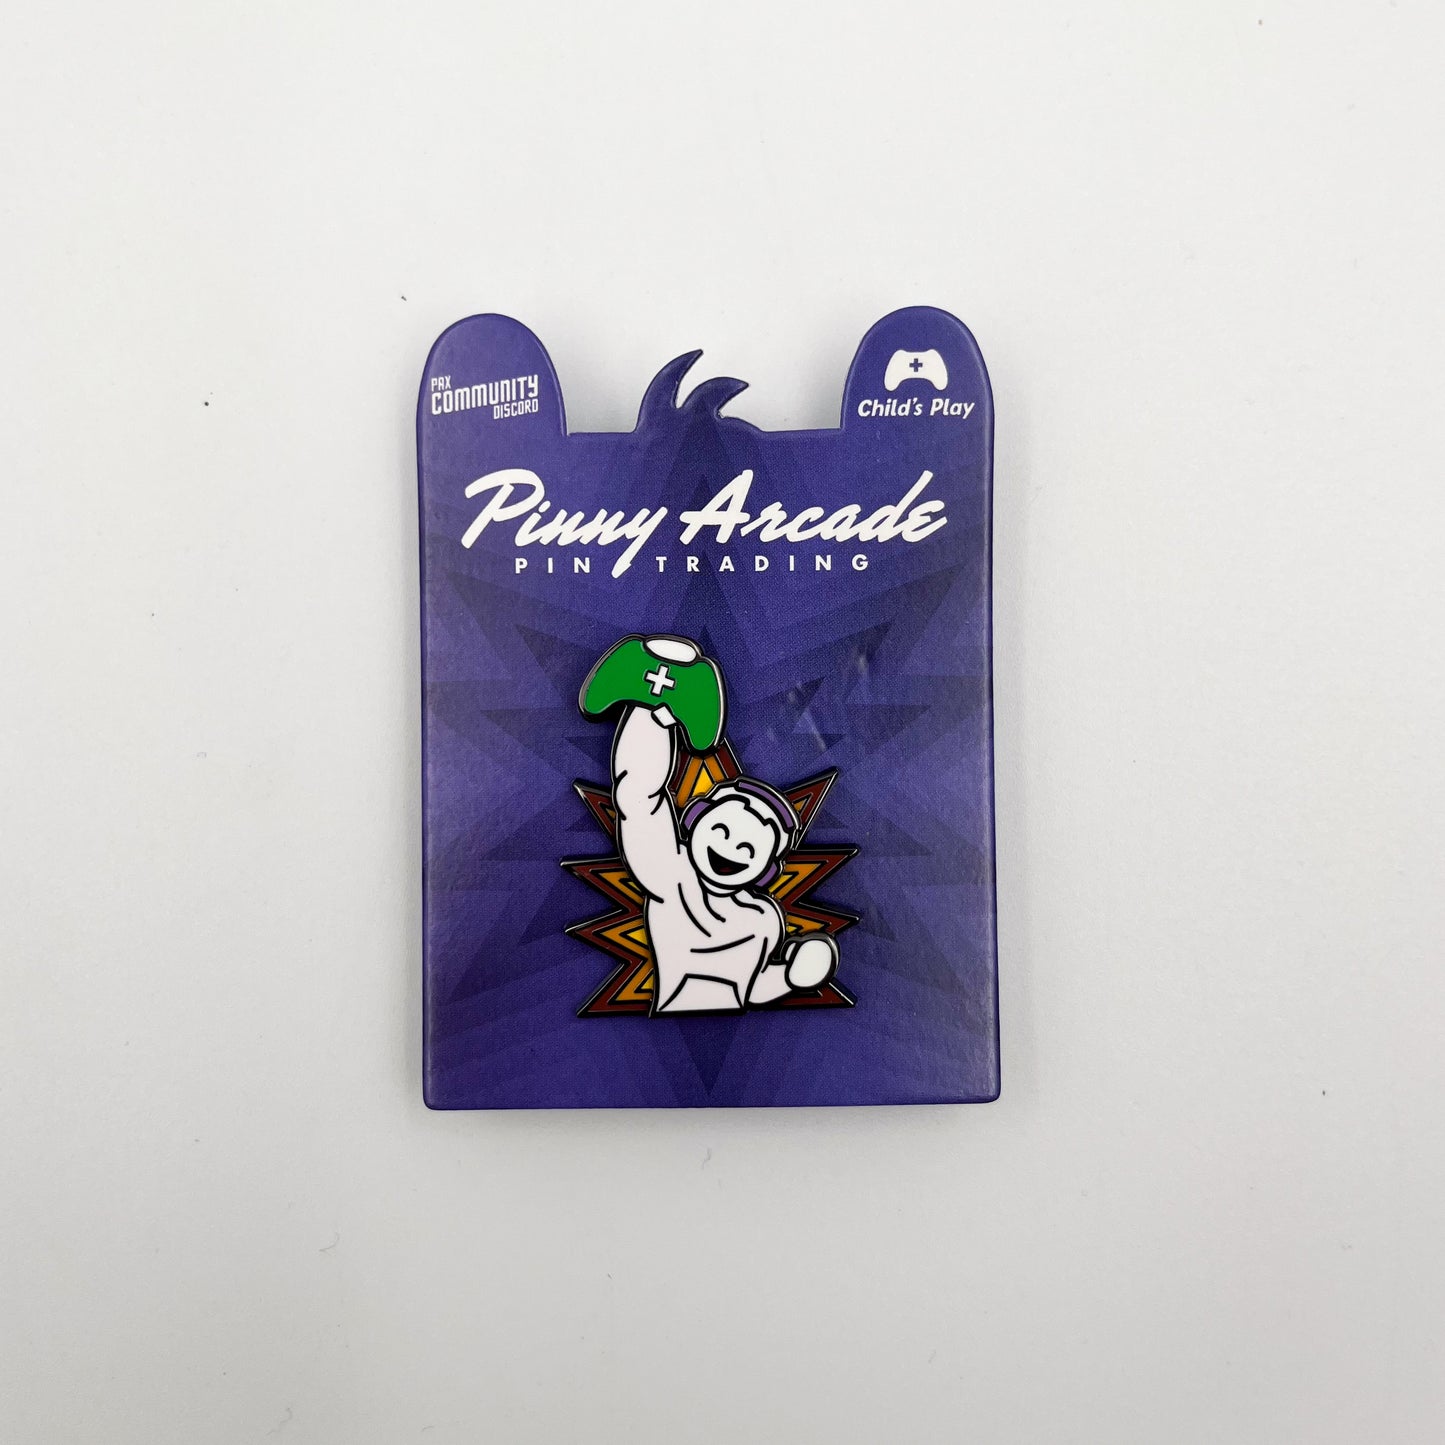 PAX
COMMUNITY
DISCORD
Child's Play
Pinny Arcade
PIN TRADING